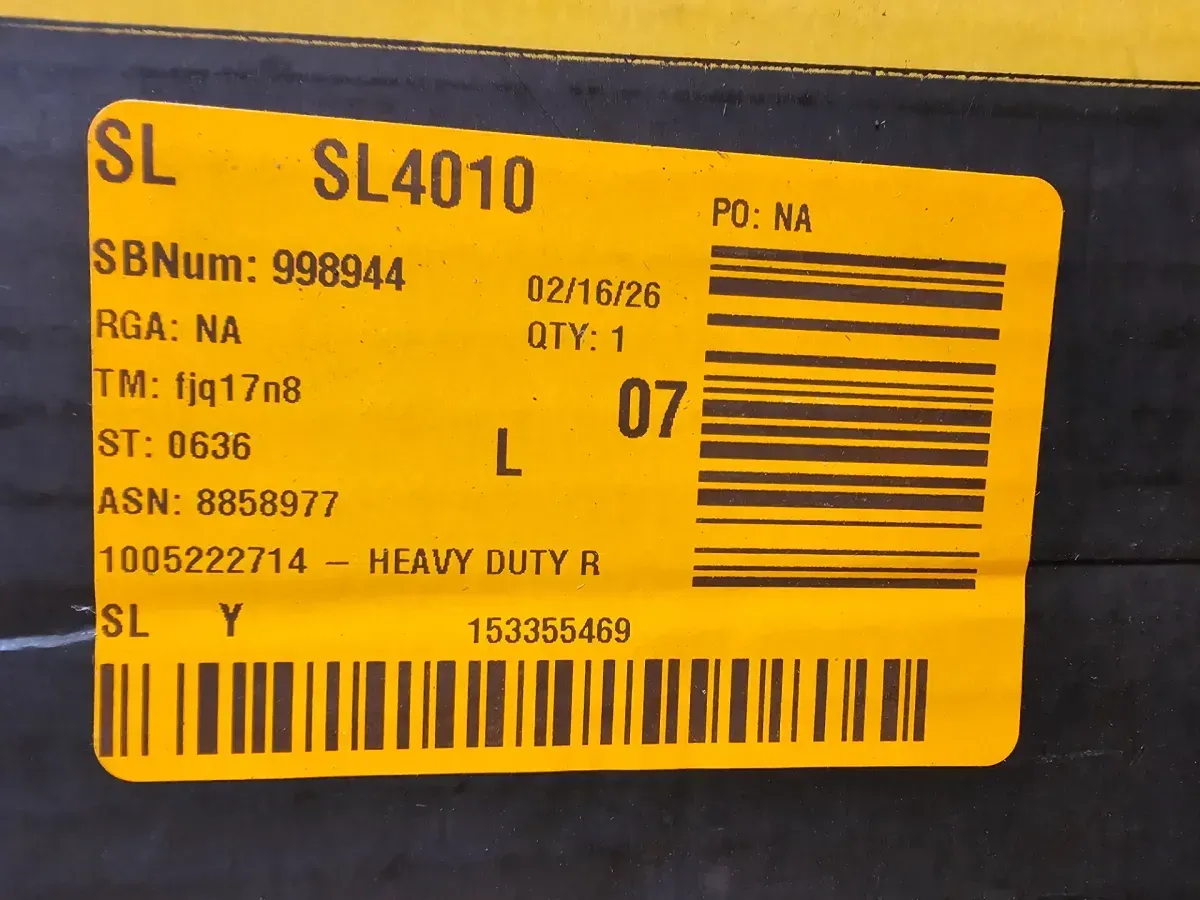 SL SL4010
PO: NA
SBNum: 998944
02/16/26
RGA: NA
QTY: 1
TM: fjq17n8
07
ST: 0636
L
ASN: 8858977
1005222714 – HEAVY DUTY R
SL Y
153355469